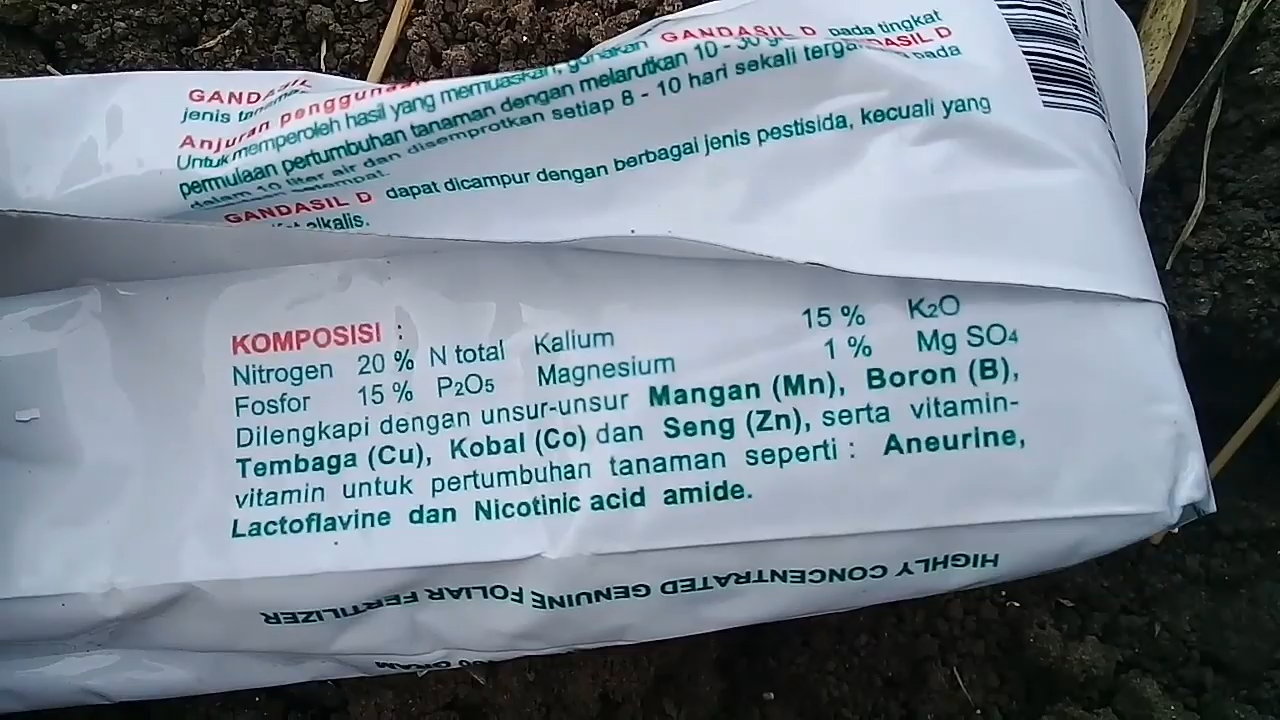 GANDASIL D pada tingkat
GANDASIL
jenis
Anjuran penggunaan
Untuk memperoleh hasil yang memuaskan, gunakan
permulaan pertumbuhan tanaman dengan melarutkan 10 - 30
dalam 10 liter air dan disemprotkan setiap 8 - 10 hari sekali
GANDASIL D dapat dicampur dengan berbagai jenis pestisida, kecuali yang
alkalis.
KOMPOSISI :
Nitrogen 20 % N total Kalium 15 % K2O
Fosfor 15 % P2O5 Magnesium 1 % Mg SO4
Dilengkapi dengan unsur-unsur Mangan (Mn), Boron (B),
Tembaga (Cu), Kobal (Co) dan Seng (Zn), serta vitamin-
vitamin untuk pertumbuhan tanaman seperti : Aneurine,
Lactoflavine dan Nicotinic acid amide.
HIGHLY CONCENTRATED GENUINE FOLIAR FERTILIZER
GRAM